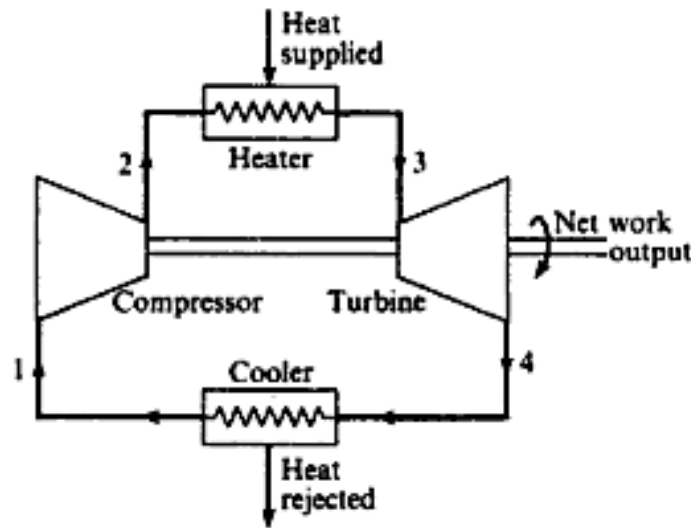 Heat
supplied
2
Heater
3
Net work
output
Compressor
Turbine
1
Cooler
4
Heat
rejected